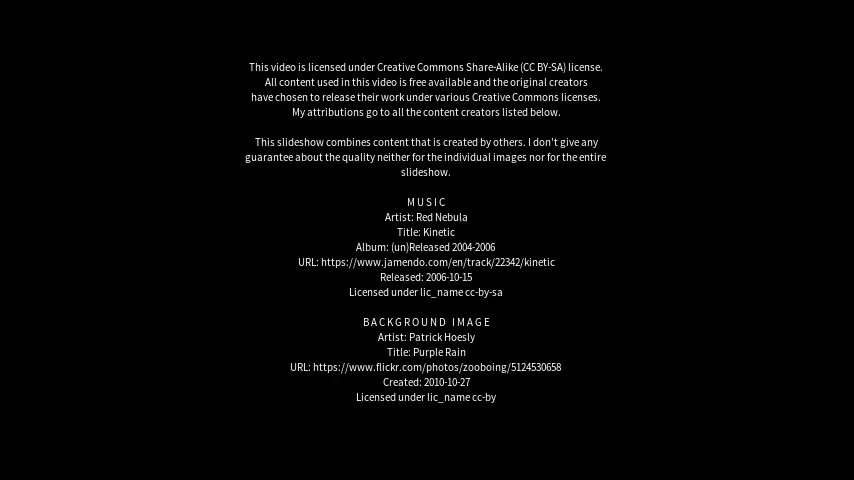 This video is licensed under Creative Commons Share-Alike (CC BY-SA) license.
All content used in this video is free available and the original creators
have chosen to release their work under various Creative Commons licenses.
My attributions go to all the content creators listed below.
This slideshow combines content that is created by others. I don't give any
guarantee about the quality neither for the individual images nor for the entire
slideshow.
MUSIC
Artist: Red Nebula
Title: Kinetic
Album: (un)Released 2004-2006
URL: https://www.jamendo.com/en/track/22342/kinetic
Released: 2006-10-15
Licensed under lic_name cc-by-sa
BACKGROUND IMAGE
Artist: Patrick Hoesly
Title: Purple Rain
URL: https://www.flickr.com/photos/zooboing/5124530658
Created: 2010-10-27
Licensed under lic_name cc-by